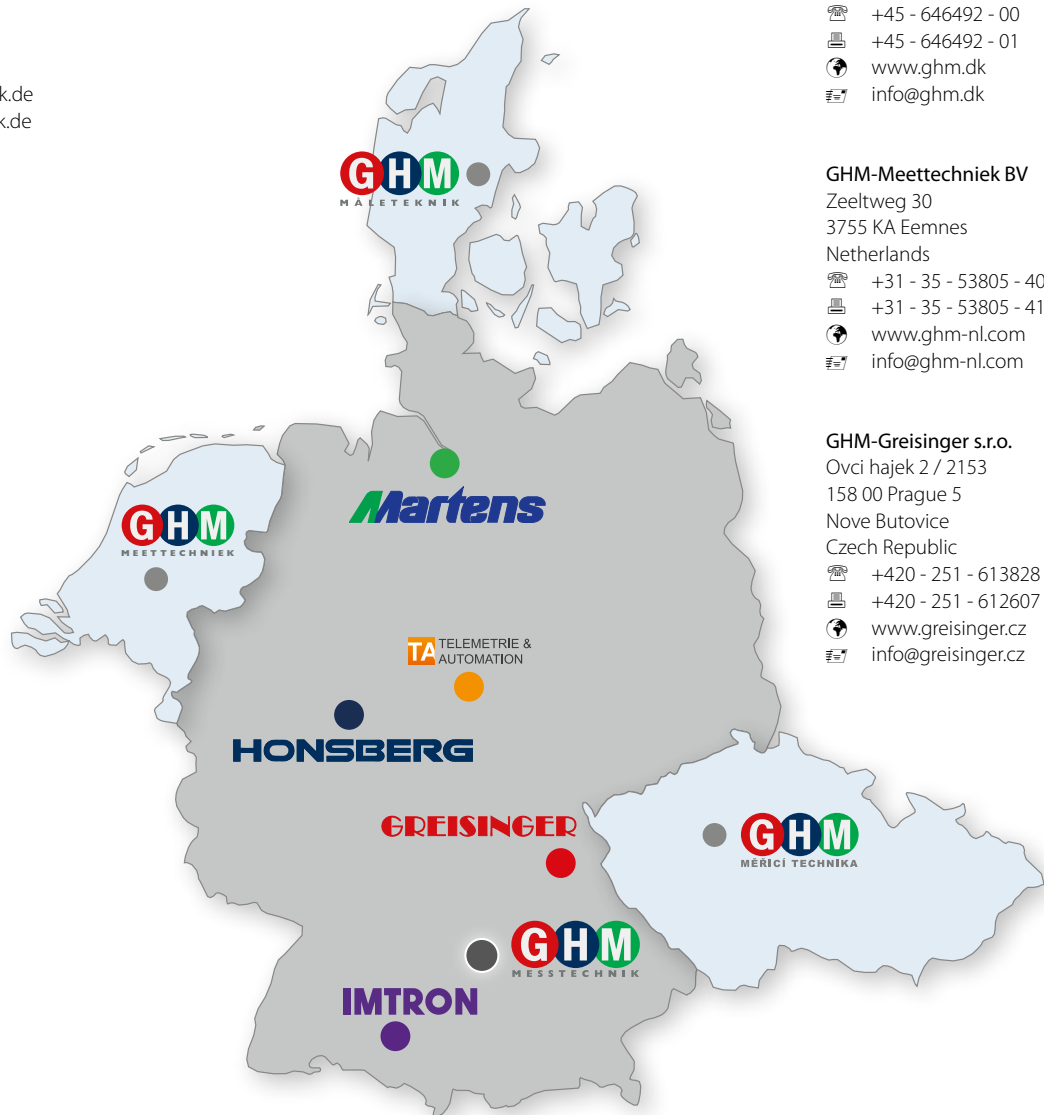 k.de
k.de
+45 - 646492 - 00
+45 - 646492 - 01
www.ghm.dk
info@ghm.dk
GHM-Meettechniek BV
Zeeltweg 30
3755 KA Eemnes
Netherlands
+31 - 35 - 53805 - 40
+31 - 35 - 53805 - 41
www.ghm-nl.com
info@ghm-nl.com
GHM-Greisinger s.r.o.
Ovci hajek 2 / 2153
158 00 Prague 5
Nove Butovice
Czech Republic
+420 - 251 - 613828
+420 - 251 - 612607
www.greisinger.cz
info@greisinger.cz
GHM
MÅLETEKNIK
Martens
GHM
MEETTECHNIEK
TA TELEMETRIE &
AUTOMATION
HONSBERG
GREISINGER
GHM
MĚŘICÍ TECHNIKA
GHM
MESSTECHNIK
IMTRON